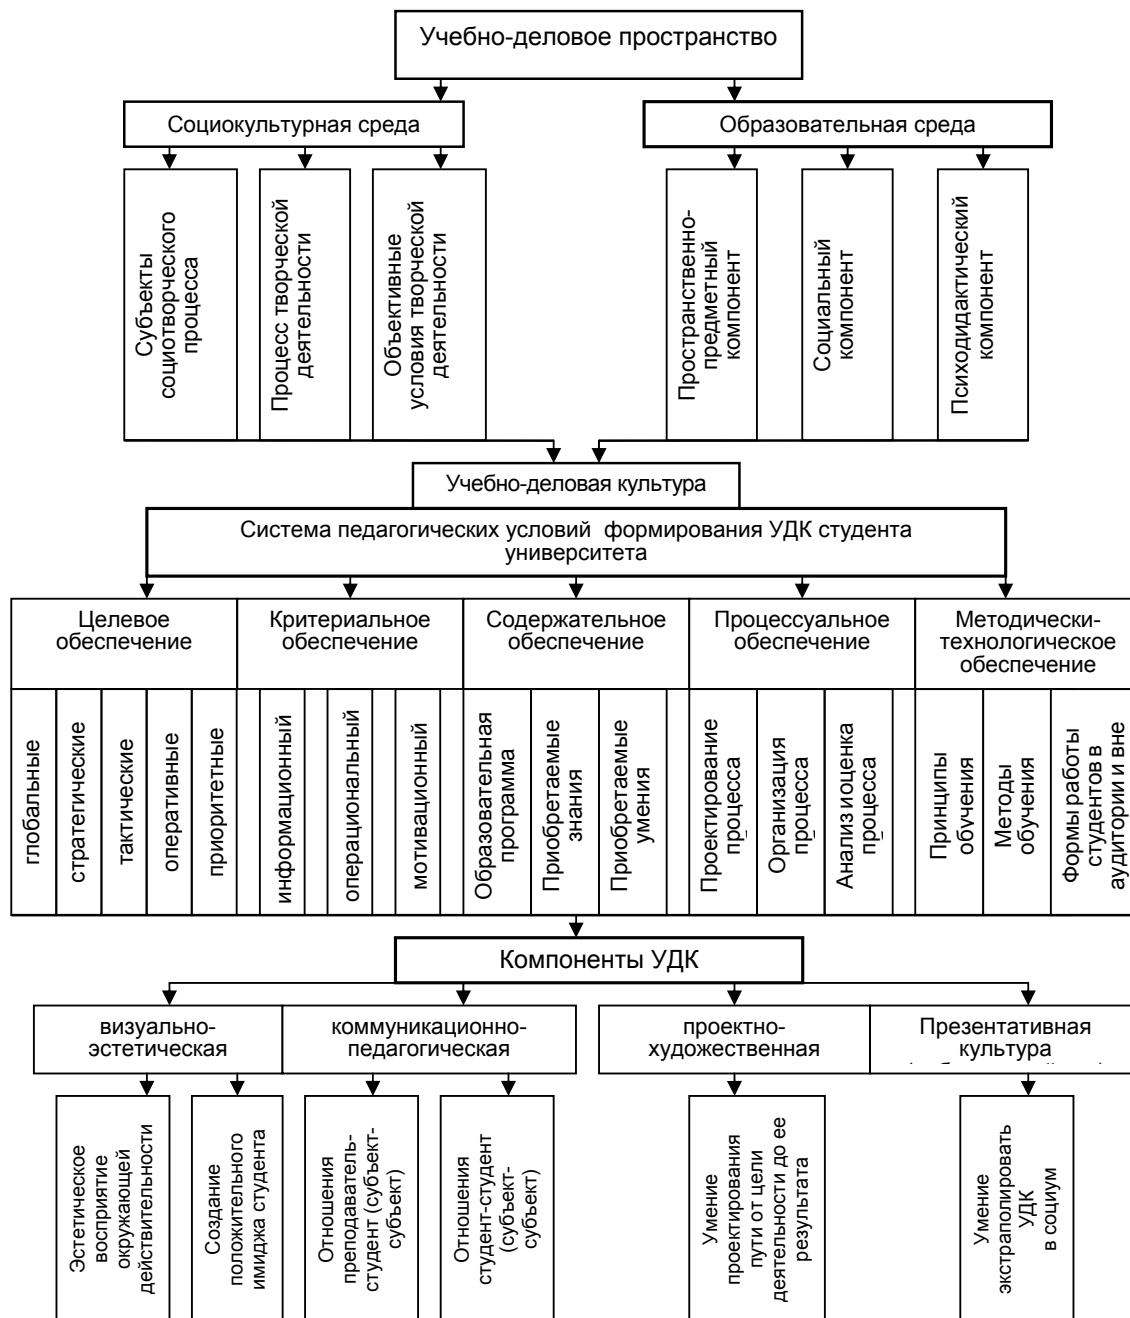 Учебно-деловое пространство
Социокультурная среда
Образовательная среда
Субъекты
социотворческого
процесса
Процесс творческой
деятельности
Объективные
условия творческой
деятельности
Пространственно-
предметный
компонент
Социальный
компонент
Психодидактический
компонент
Учебно-деловая культура
Система педагогических условий формирования УДК студента
университета
Целевое
обеспечение
Критериальное
обеспечение
Содержательное
обеспечение
Процессуальное
обеспечение
Методически-
технологическое
обеспечение
глобальные
стратегические
тактические
оперативные
приоритетные
информационный
операциональный
мотивационный
Образовательная
программа
Приобретаемые
знания
Приобретаемые
умения
Проектирование
процесса
Организация
процесса
Анализ и оценка
процесса
Принципы
обучения
Методы
обучения
Формы работы
студентов в
аудитории и вне
Компоненты УДК
визуально-
эстетическая
коммуникационно-
педагогическая
проектно-
художественная
Презентативная
культура
Эстетическое
восприятие
окружающей
действительности
Создание
положительного
имиджа студента
Отношения
преподаватель-
студент (субъект-
субъект)
Отношения
студент-студент
(субъект-
субъект)
Умение
проектирования
пути от цели
деятельности до ее
результата
Умение
экстраполировать
УДК
в социум